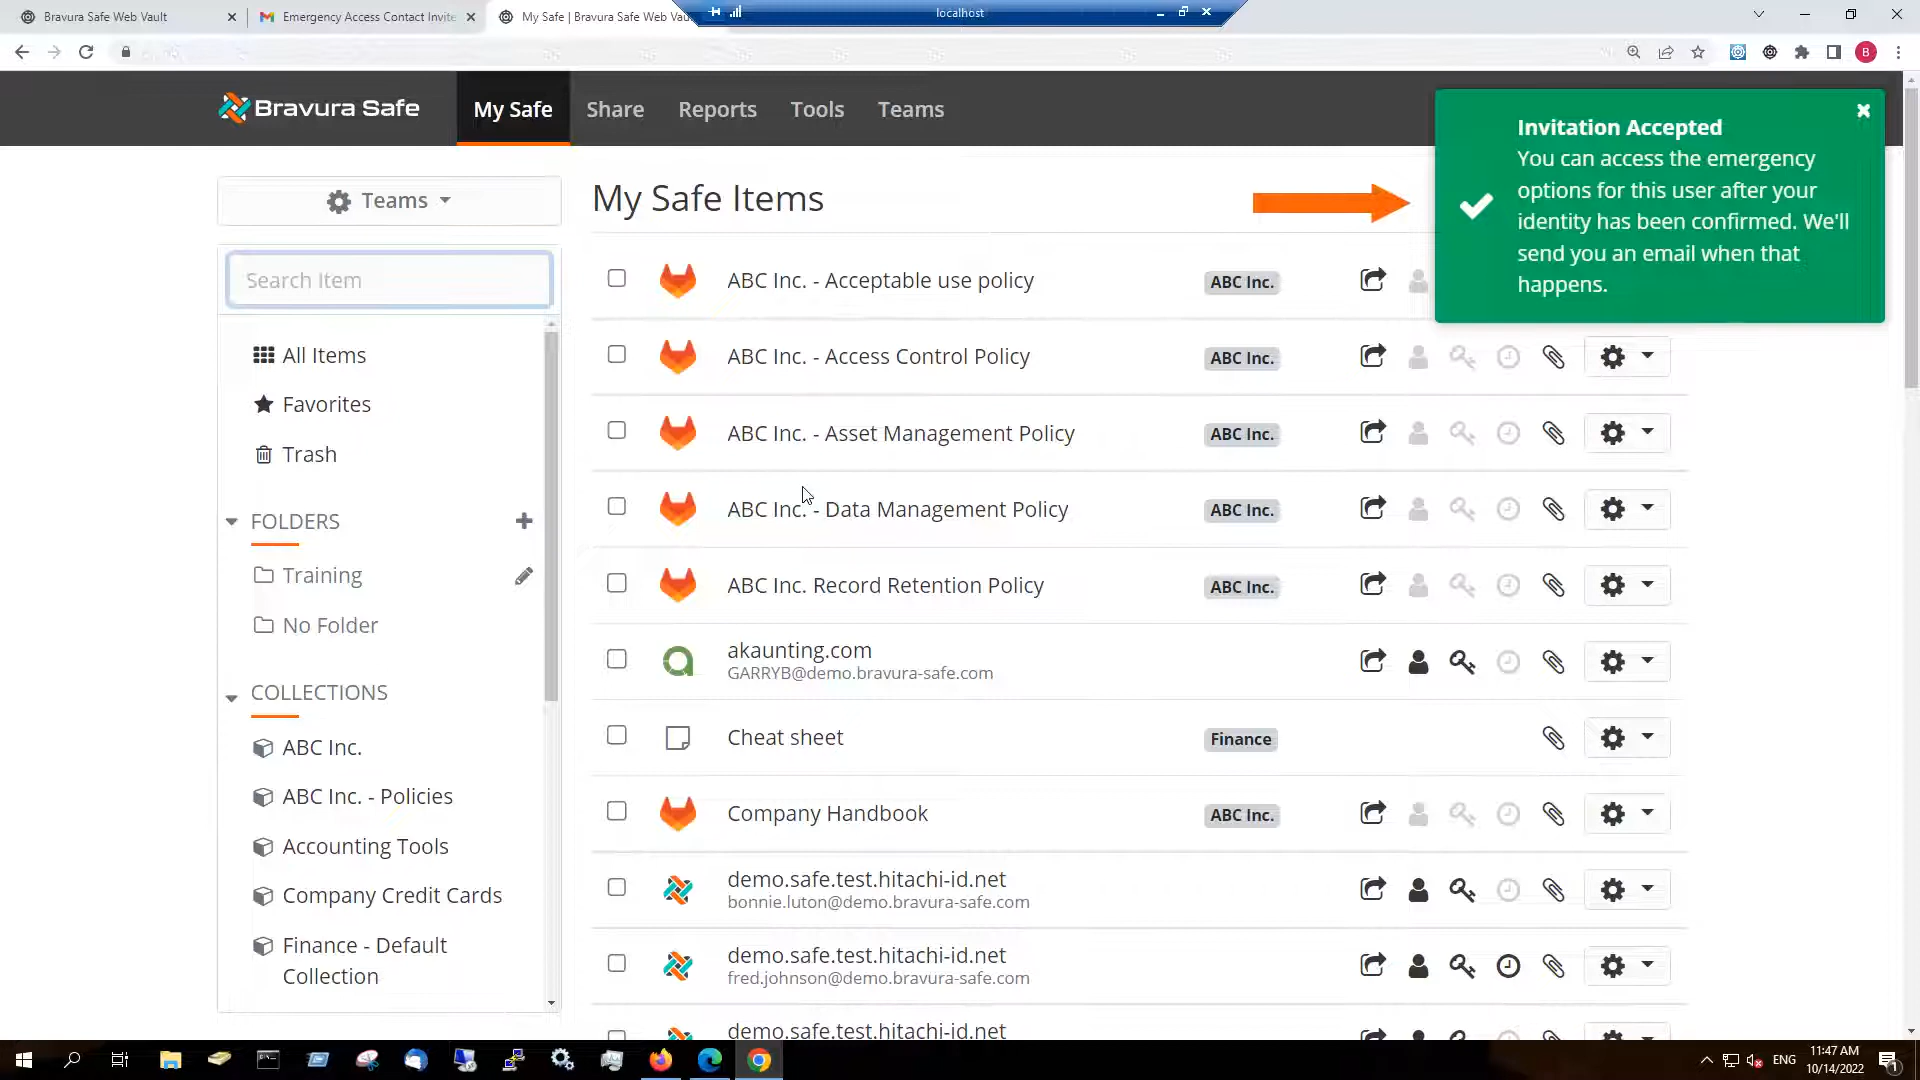 Bravura Safe Web Vault
Emergency Access Contact Invite
My Safe | Bravura Safe Web Vau
localhost
B
Bravura Safe
My Safe
Share
Reports
Tools
Teams
Invitation Accepted
You can access the emergency
options for this user after your
identity has been confirmed. We'll
send you an email when that
happens.
Teams
Search Item
All Items
Favorites
Trash
FOLDERS
Training
No Folder
COLLECTIONS
ABC Inc.
ABC Inc. - Policies
Accounting Tools
Company Credit Cards
Finance - Default
Collection
My Safe Items
ABC Inc. - Acceptable use policy
ABC Inc.
ABC Inc. - Access Control Policy
ABC Inc.
ABC Inc. - Asset Management Policy
ABC Inc.
ABC Inc. - Data Management Policy
ABC Inc.
ABC Inc. Record Retention Policy
ABC Inc.
akaunting.com
GARRYB@demo.bravura-safe.com
Cheat sheet
Finance
Company Handbook
ABC Inc.
demo.safe.test.hitachi-id.net
bonnie.luton@demo.bravura-safe.com
demo.safe.test.hitachi-id.net
fred.johnson@demo.bravura-safe.com
demo.safe.test.hitachi-id.net
ENG
11:47 AM
10/14/2022
1